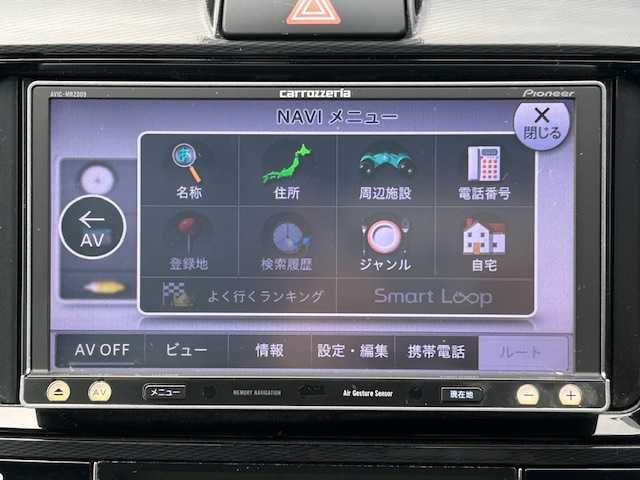 AVIC-MRZ009 carrozzeria Pioneer
NAVI メニュー
× 閉じる
名称 住所 周辺施設 電話番号
← AV
登録地 検索履歴 ジャンル 自宅
よく行くランキング Smart Loop
AV OFF ビュー 情報 設定・編集 携帯電話 ルート
AV メニュー MEMORY NAVIGATION Air Gesture Sensor 現在地 − +